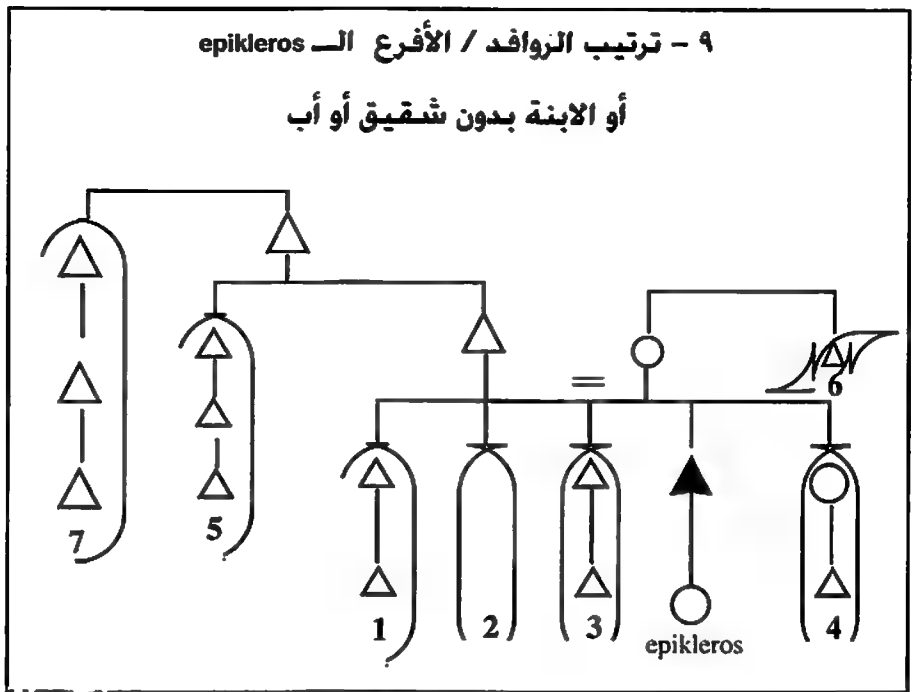 ٩ - ترتيب الروافد / الأفرع الـــ epikleros
أو الابنة بدون شقيق أو أب
6
7
5
1
2
3
4
epikleros